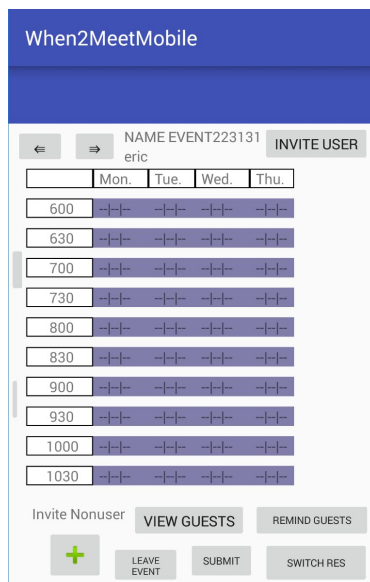 When2MeetMobile
⇚ ⇛ NAME EVENT223131 INVITE USER
eric
Mon. Tue. Wed. Thu.
600 --|--|-- --|--|-- --|--|-- --|--|--
630 --|--|-- --|--|-- --|--|-- --|--|--
700 --|--|-- --|--|-- --|--|-- --|--|--
730 --|--|-- --|--|-- --|--|-- --|--|--
800 --|--|-- --|--|-- --|--|-- --|--|--
830 --|--|-- --|--|-- --|--|-- --|--|--
900 --|--|-- --|--|-- --|--|-- --|--|--
930 --|--|-- --|--|-- --|--|-- --|--|--
1000 --|--|-- --|--|-- --|--|-- --|--|--
1030 --|--|-- --|--|-- --|--|-- --|--|--
Invite Nonuser VIEW GUESTS REMIND GUESTS
LEAVE
EVENT SUBMIT SWITCH RES